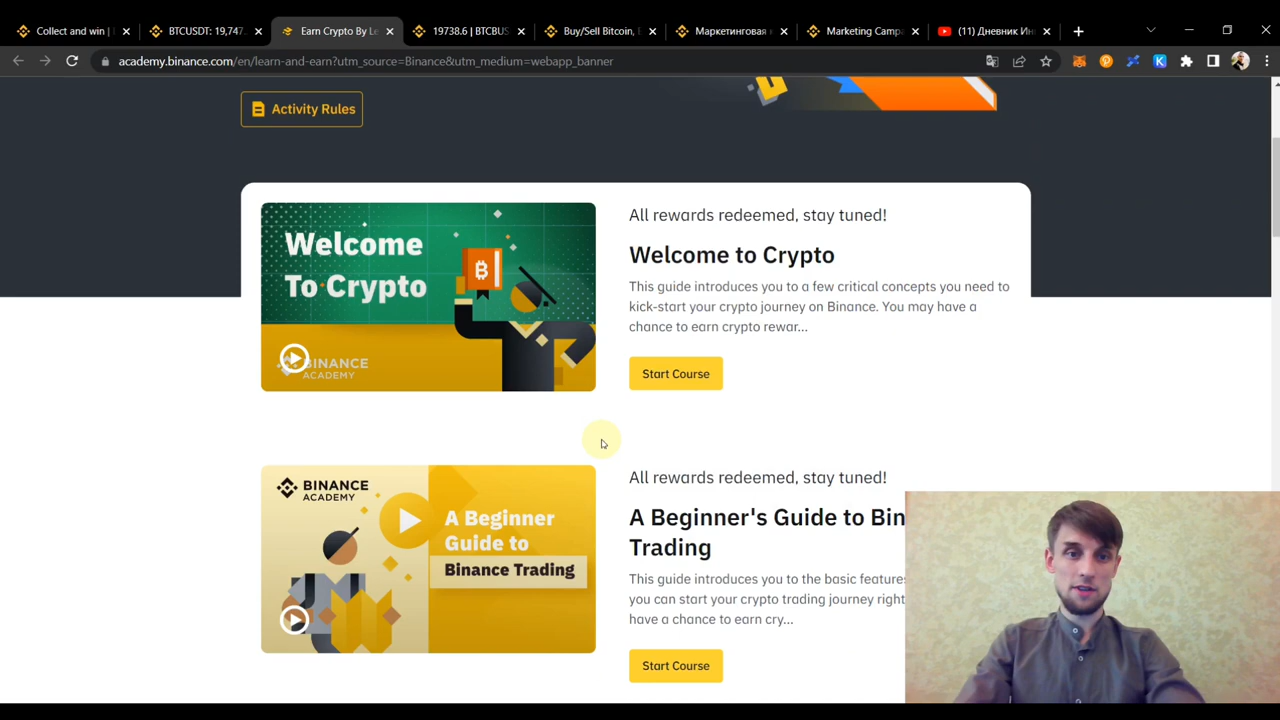 Collect and win |
BTCUSDT: 19,747.
Earn Crypto By Le
19738.6 | BTCBUS
Buy/Sell Bitcoin, E
Маркетинговая к
Marketing Campa
(11) Дневник Ин
academy.binance.com/en/learn-and-earn?utm_source=Binance&utm_medium=webapp_banner
Activity Rules
Welcome
To Crypto
BINANCE
ACADEMY
All rewards redeemed, stay tuned!
Welcome to Crypto
This guide introduces you to a few critical concepts you need to
kick-start your crypto journey on Binance. You may have a
chance to earn crypto rewar...
Start Course
BINANCE
ACADEMY
A Beginner
Guide to
Binance Trading
All rewards redeemed, stay tuned!
A Beginner's Guide to Bin
Trading
This guide introduces you to the basic features
you can start your crypto trading journey right
have a chance to earn cry...
Start Course